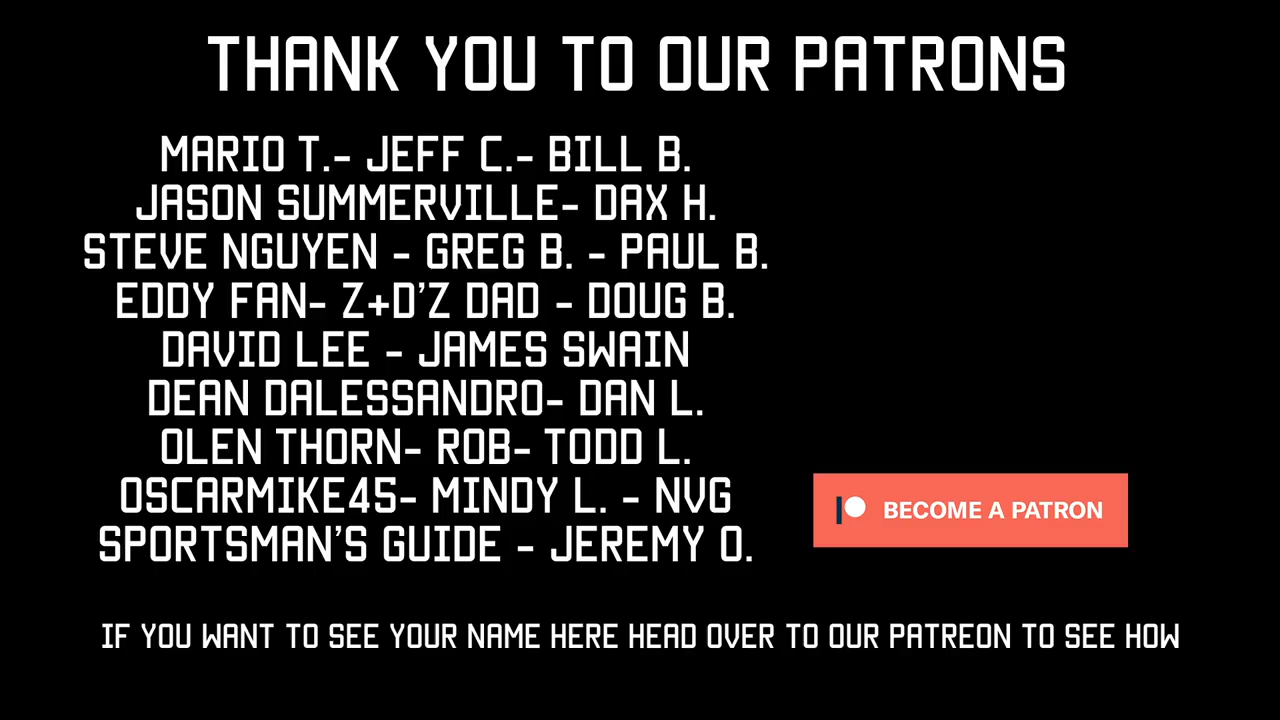 THANK YOU TO OUR PATRONS
MARIO T.- JEFF C.- BILL B.
JASON SUMMERVILLE- DAX H.
STEVE NGUYEN - GREG B. - PAUL B.
EDDY FAN- Z+D'Z DAD - DOUG B.
DAVID LEE - JAMES SWAIN
DEAN DALESSANDRO- DAN L.
OLEN THORN- ROB- TODD L.
OSCARMIKE45- MINDY L. - NVG
SPORTSMAN'S GUIDE - JEREMY O.
BECOME A PATRON
IF YOU WANT TO SEE YOUR NAME HERE HEAD OVER TO OUR PATREON TO SEE HOW